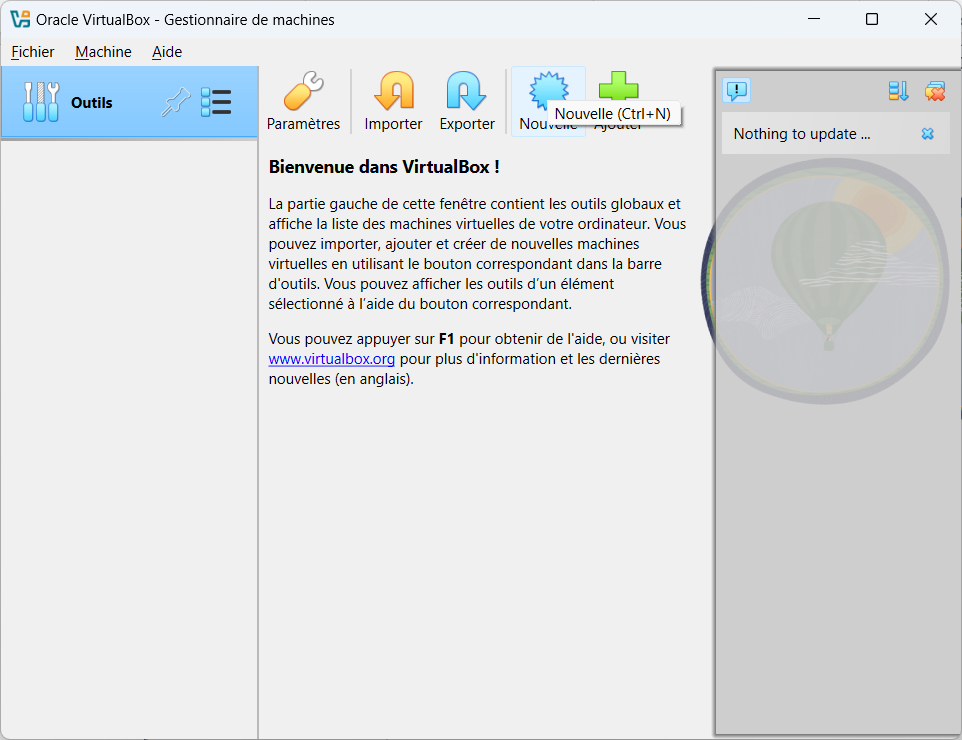 Oracle VirtualBox - Gestionnaire de machines
Fichier Machine Aide
Outils
Paramètres Importer Exporter Nouvelle Ajouter
Nouvelle (Ctrl+N)
Nothing to update ...
Bienvenue dans VirtualBox !
La partie gauche de cette fenêtre contient les outils globaux et
affiche la liste des machines virtuelles de votre ordinateur. Vous
pouvez importer, ajouter et créer de nouvelles machines
virtuelles en utilisant le bouton correspondant dans la barre
d'outils. Vous pouvez afficher les outils d’un élément
sélectionné à l’aide du bouton correspondant.
Vous pouvez appuyer sur F1 pour obtenir de l'aide, ou visiter
www.virtualbox.org pour plus d'information et les dernières
nouvelles (en anglais).